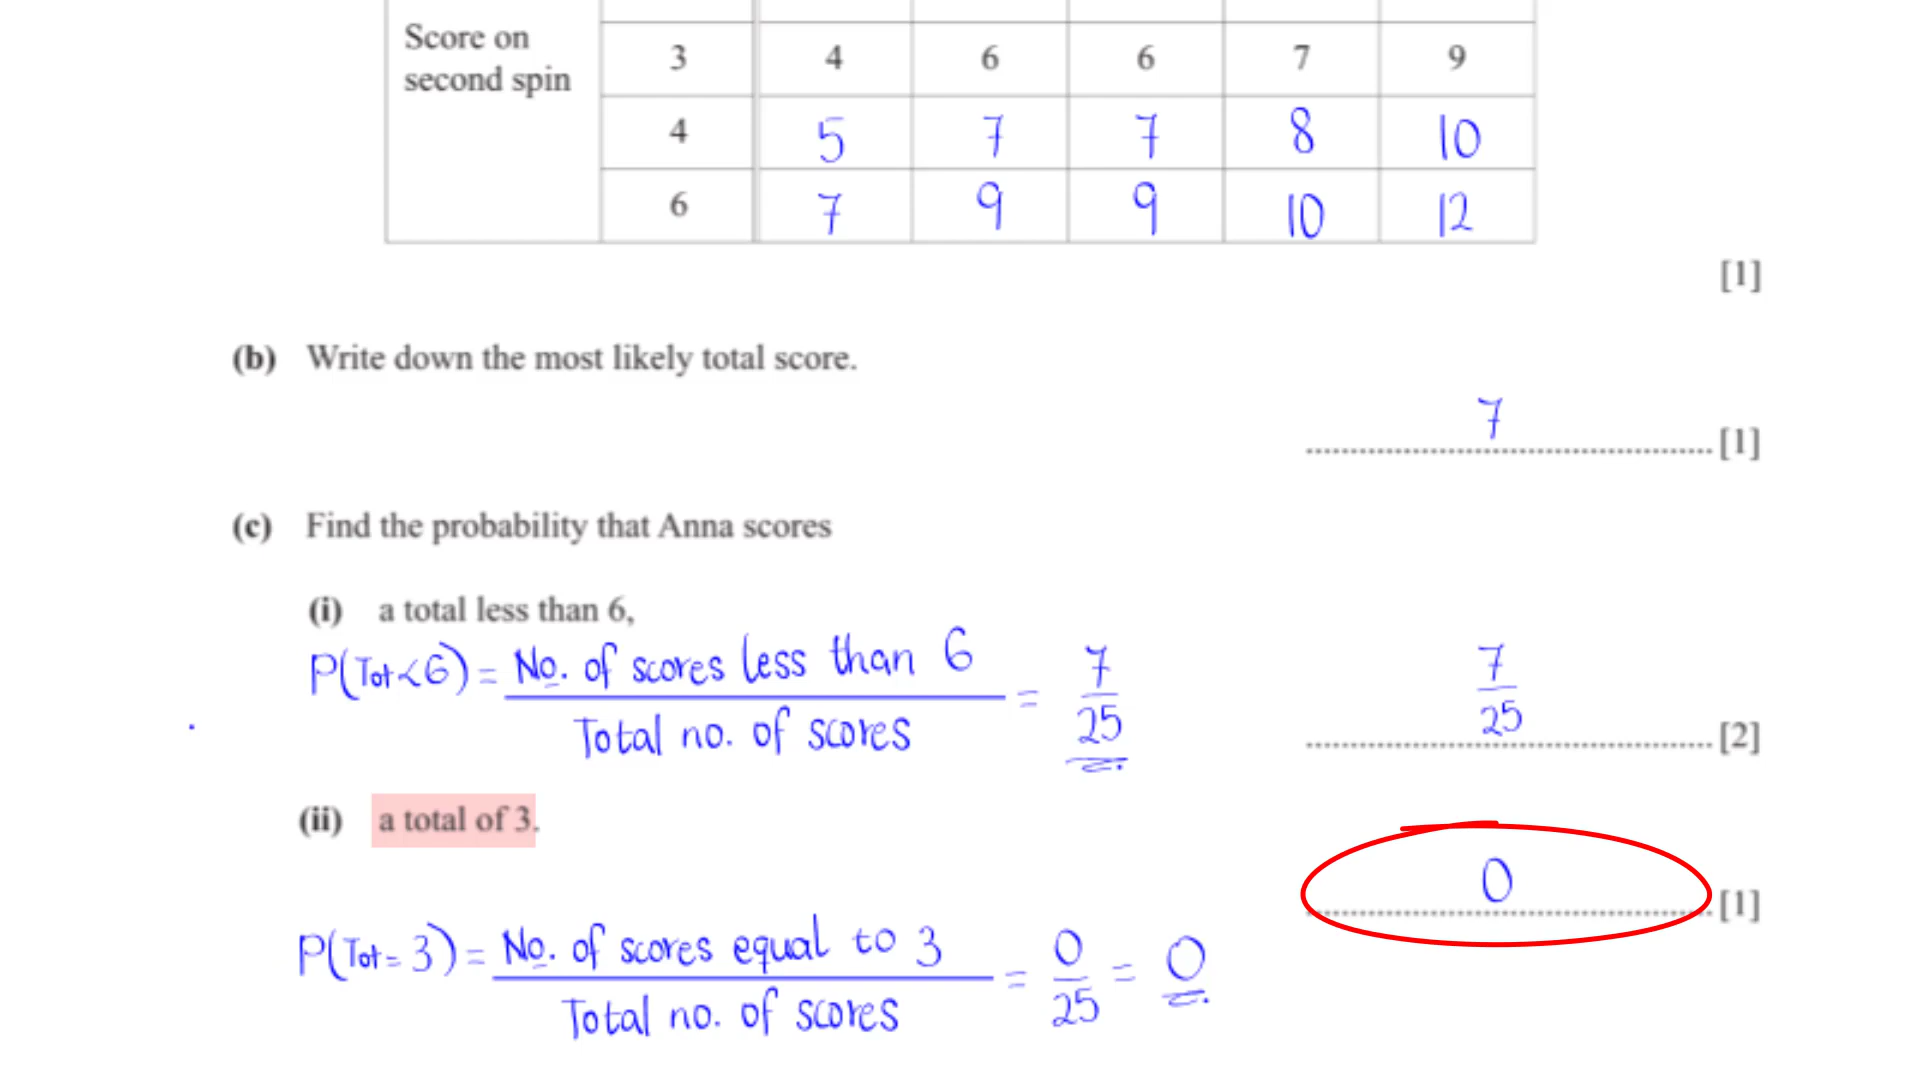 Score on second spin
3 4 6 6 7 9
4 5 7 7 8 10
6 7 9 9 10 12
[1]
(b) Write down the most likely total score.
7
[1]
(c) Find the probability that Anna scores
(i) a total less than 6,
P(Tot<6) = No. of scores less than 6 / Total no. of scores = 7/25
7/25 [2]
(ii) a total of 3.
0
[1]
P(Tot = 3) = No. of scores equal to 3 / Total no. of scores = 0/25 = 0